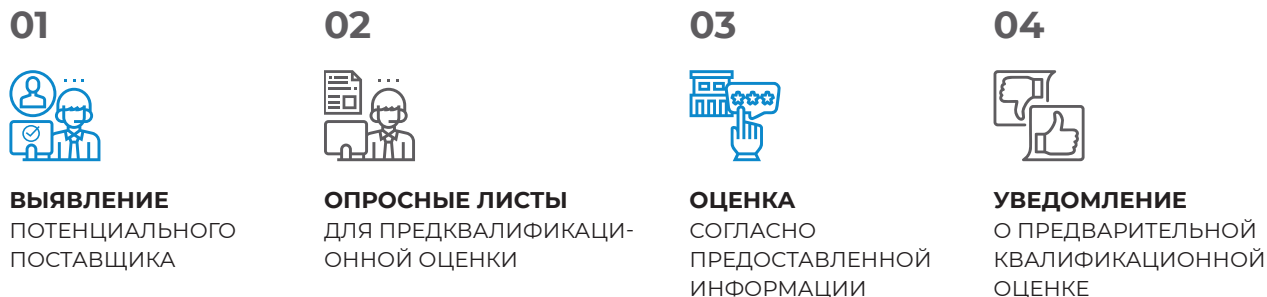 01
ВЫЯВЛЕНИЕ
ПОТЕНЦИАЛЬНОГО
ПОСТАВЩИКА
02
ОПРОСНЫЕ ЛИСТЫ
ДЛЯ ПРЕДКВАЛИФИКАЦИ-
ОННОЙ ОЦЕНКИ
03
ОЦЕНКА
СОГЛАСНО
ПРЕДОСТАВЛЕННОЙ
ИНФОРМАЦИИ
04
УВЕДОМЛЕНИЕ
О ПРЕДВАРИТЕЛЬНОЙ
КВАЛИФИКАЦИОННОЙ
ОЦЕНКЕ